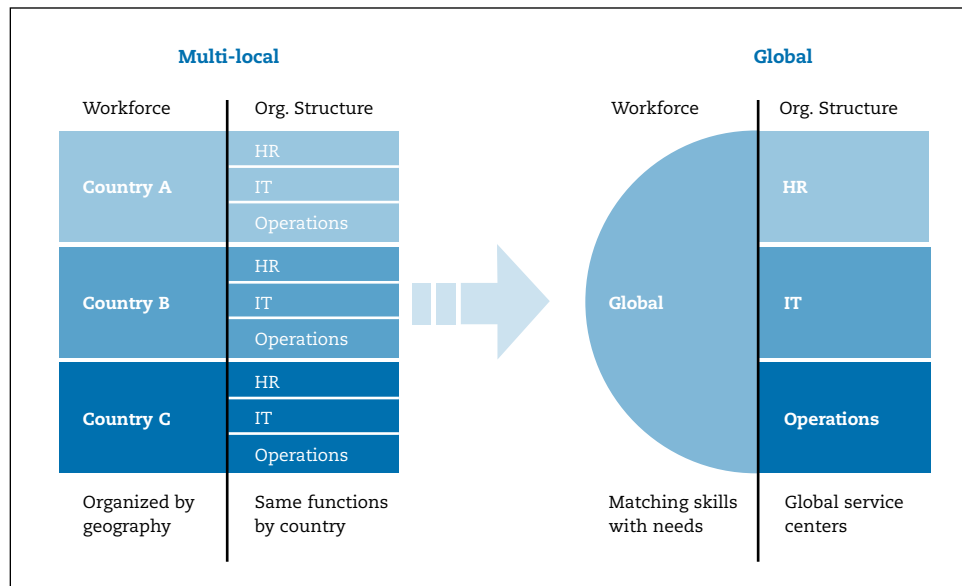 Multi-local
Global
Workforce
Org. Structure
Workforce
Org. Structure
Country A
HR
IT
Operations
Country B
HR
IT
Operations
Country C
HR
IT
Operations
Global
HR
IT
Operations
Organized by
geography
Same functions
by country
Matching skills
with needs
Global service
centers